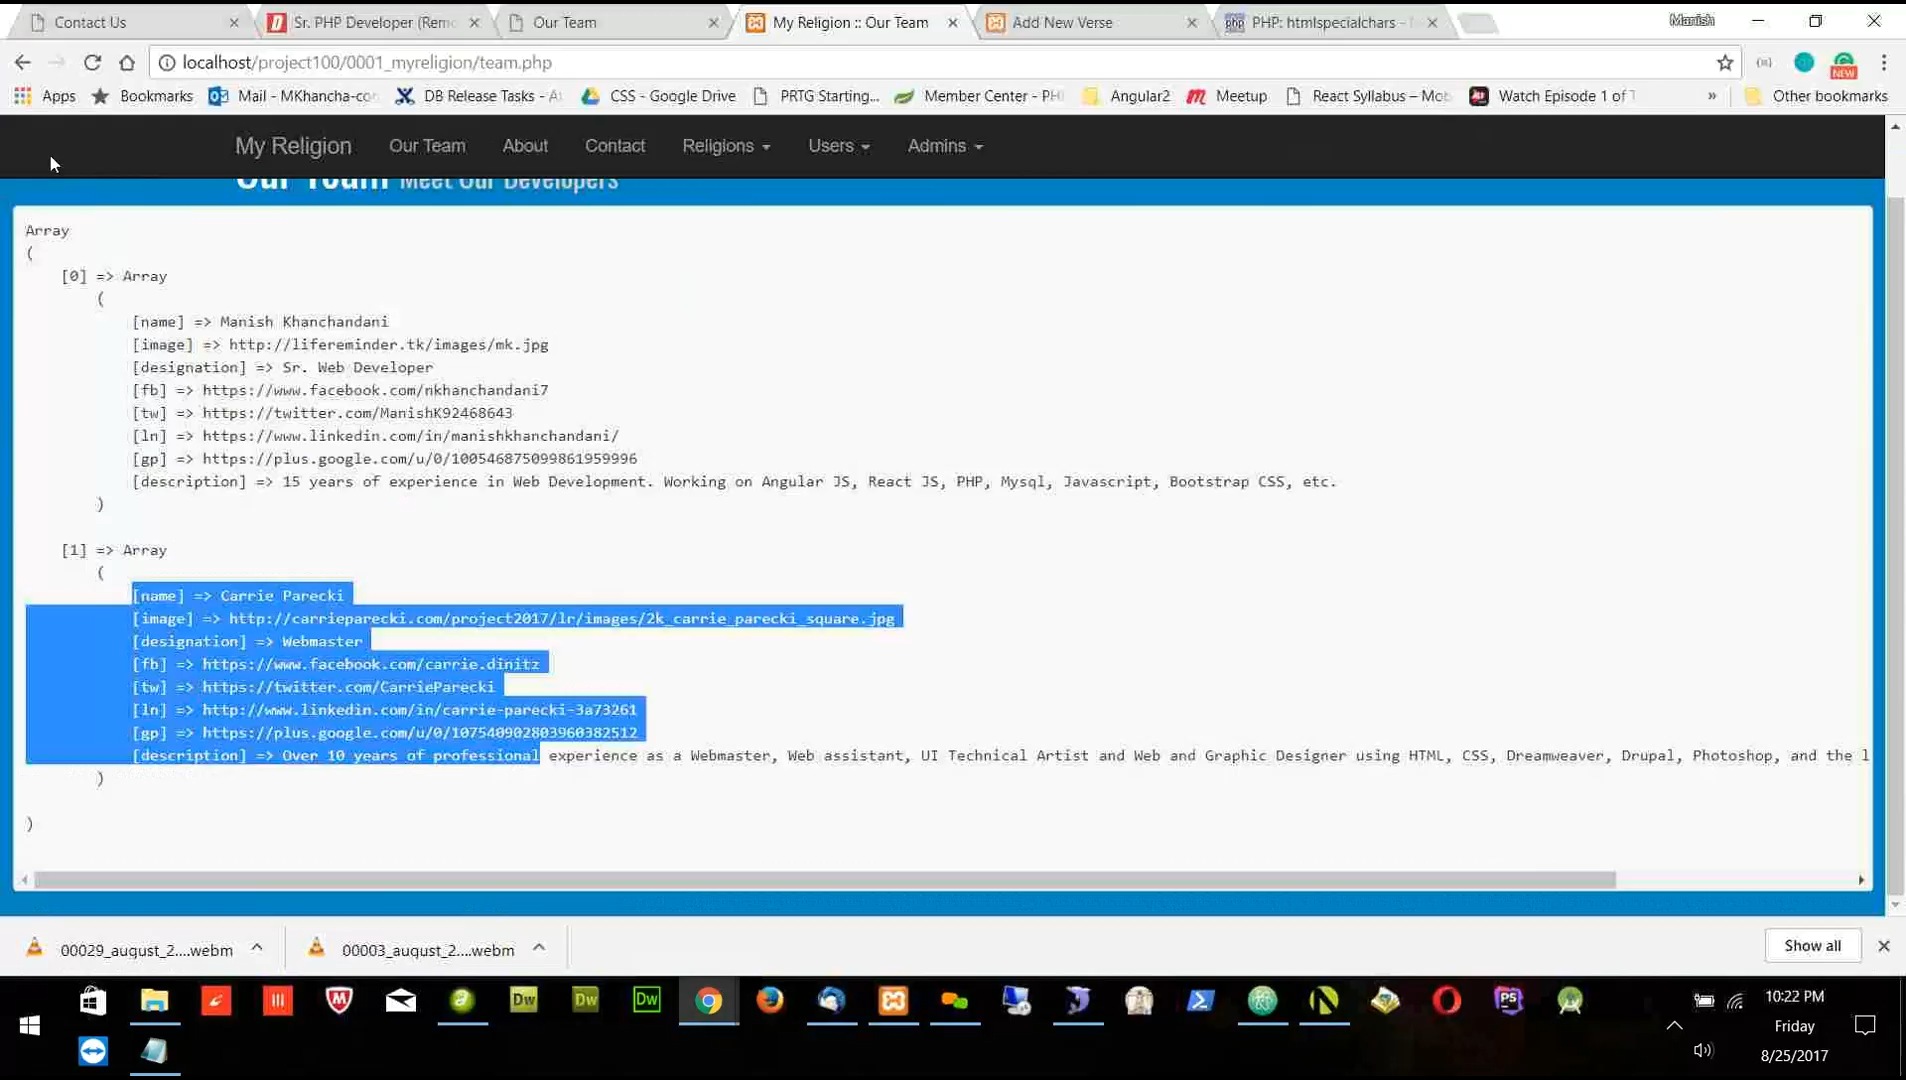 Contact Us
Sr. PHP Developer (Remo
Our Team
My Religion :: Our Team
Add New Verse
php PHP: htmlspecialchars -
Manish
localhost/project100/0001_myreligion/team.php
NEW
Apps
Bookmarks
Mail - MKhancha-co
DB Release Tasks - A
CSS - Google Drive
PRTG Starting...
Member Center - PH
Angular2
Meetup
React Syllabus – Mo
Watch Episode 1 of
»
Other bookmarks
My Religion
Our Team
About
Contact
Religions
Users
Admins
Our Team Meet Our Developers
Array
(
[0] => Array
(
[name] => Manish Khanchandani
[image] => http://lifereminder.tk/images/mk.jpg
[designation] => Sr. Web Developer
[fb] => https://www.facebook.com/nkhanchandani7
[tw] => https://twitter.com/ManishK92468643
[ln] => https://www.linkedin.com/in/manishkhanchandani/
[gp] => https://plus.google.com/u/0/100546875099861959996
[description] => 15 years of experience in Web Development. Working on Angular JS, React JS, PHP, Mysql, Javascript, Bootstrap CSS, etc.
)
[1] => Array
(
[name] => Carrie Parecki
[image] => http://carrieparecki.com/project2017/lr/images/2k_carrie_parecki_square.jpg
[designation] => Webmaster
[fb] => https://www.facebook.com/carrie.dinitz
[tw] => https://twitter.com/CarrieParecki
[ln] => http://www.linkedin.com/in/carrie-parecki-3a73261
[gp] => https://plus.google.com/u/0/107540902803960382512
[description] => Over 10 years of professional experience as a Webmaster, Web assistant, UI Technical Artist and Web and Graphic Designer using HTML, CSS, Dreamweaver, Drupal, Photoshop, and the l
)
)
00029_august_2....webm
00003_august_2....webm
Show all
Dw
Dw
Dw
PS
10:22 PM
Friday
8/25/2017